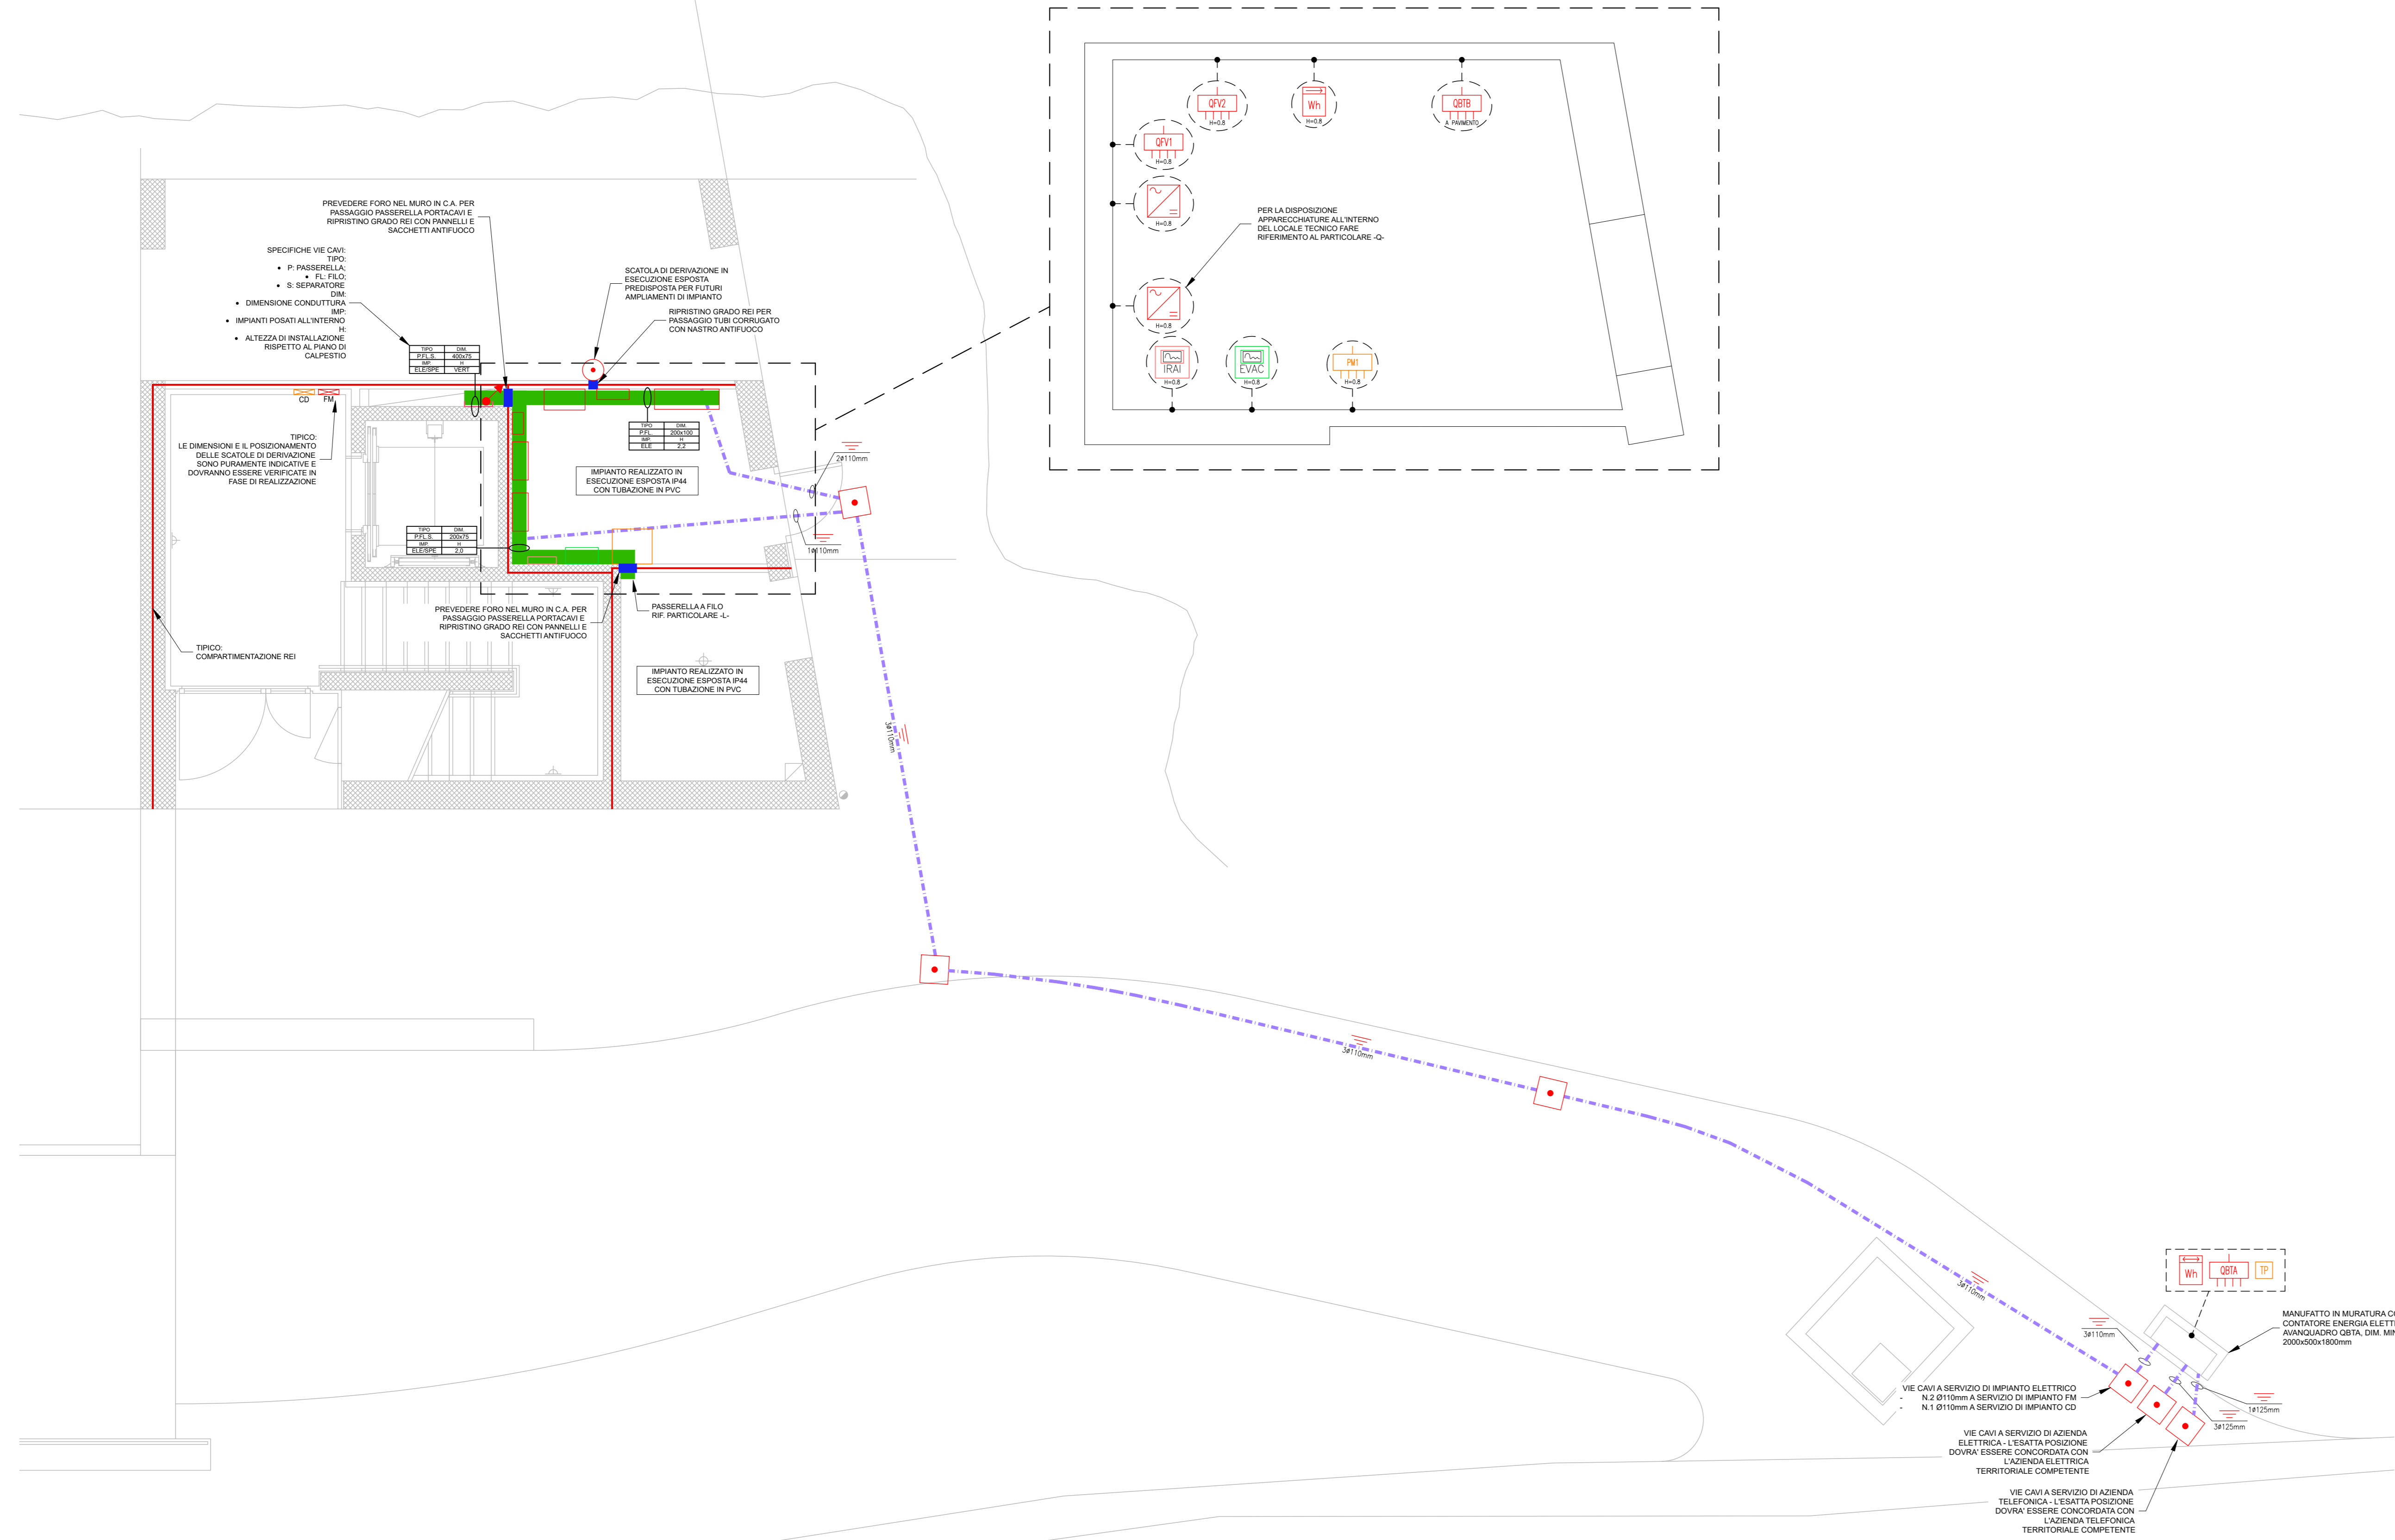 QFV2
H=0.8
Wh
H=0.8
QBTB
A PAVIMENTO
QFV1
H=0.8
H=0.8
PER LA DISPOSIZIONE
APPARECCHIATURE ALL'INTERNO
DEL LOCALE TECNICO FARE
RIFERIMENTO AL PARTICOLARE -Q-
H=0.8
IRAI
H=0.8
EVAC
H=0.8
PM1
H=0.8
PREVEDERE FORO NEL MURO IN C.A. PER
PASSAGGIO PASSERELLA PORTACAVI E
RIPRISTINO GRADO REI CON PANNELLI E
SACCHETTI ANTIFUOCO
SPECIFICHE VIE CAVI:
TIPO:
• P: PASSERELLA;
• FL: FILO;
• S: SEPARATORE
DIM:
• DIMENSIONE CONDUTTURA
IMP:
• IMPIANTI POSATI ALL'INTERNO
H:
• ALTEZZA DI INSTALLAZIONE
RISPETTO AL PIANO DI
CALPESTIO
SCATOLA DI DERIVAZIONE IN
ESECUZIONE ESPOSTA
PREDISPOSTA PER FUTURI
AMPLIAMENTI DI IMPIANTO
RIPRISTINO GRADO REI PER
PASSAGGIO TUBI CORRUGATO
CON NASTRO ANTIFUOCO
TIPO DIM.
P.FL.S. 400x75
IMP. H
ELE/SPE VERT
CD FM
TIPICO:
LE DIMENSIONI E IL POSIZIONAMENTO
DELLE SCATOLE DI DERIVAZIONE
SONO PURAMENTE INDICATIVE E
DOVRANNO ESSERE VERIFICATE IN
FASE DI REALIZZAZIONE
TIPO DIM.
P.FL. 200x100
IMP. H
ELE 2,2
IMPIANTO REALIZZATO IN
ESECUZIONE ESPOSTA IP44
CON TUBAZIONE IN PVC
2ø110mm
TIPO DIM.
P.FL.S. 200x75
IMP. H
ELE/SPE 2,0
1ø110mm
PREVEDERE FORO NEL MURO IN C.A. PER
PASSAGGIO PASSERELLA PORTACAVI E
RIPRISTINO GRADO REI CON PANNELLI E
SACCHETTI ANTIFUOCO
PASSERELLA A FILO
RIF. PARTICOLARE -L-
TIPICO:
COMPARTIMENTAZIONE REI
IMPIANTO REALIZZATO IN
ESECUZIONE ESPOSTA IP44
CON TUBAZIONE IN PVC
3ø110mm
3ø110mm
3ø110mm
Wh
QBTA
TP
MANUFATTO IN MURATURA
CONTATORE ENERGIA
AVANQUADRO QBTA, DIM.
2000x500x1800mm
3ø110mm
VIE CAVI A SERVIZIO DI IMPIANTO ELETTRICO
- N.2 Ø110mm A SERVIZIO DI IMPIANTO FM
- N.1 Ø110mm A SERVIZIO DI IMPIANTO CD
1ø125mm
3ø125mm
VIE CAVI A SERVIZIO DI AZIENDA
ELETTRICA - L'ESATTA POSIZIONE
DOVRA' ESSERE CONCORDATA CON
L'AZIENDA ELETTRICA
TERRITORIALE COMPETENTE
VIE CAVI A SERVIZIO DI AZIENDA
TELEFONICA - L'ESATTA POSIZIONE
DOVRA' ESSERE CONCORDATA CON
L'AZIENDA TELEFONICA
TERRITORIALE COMPETENTE